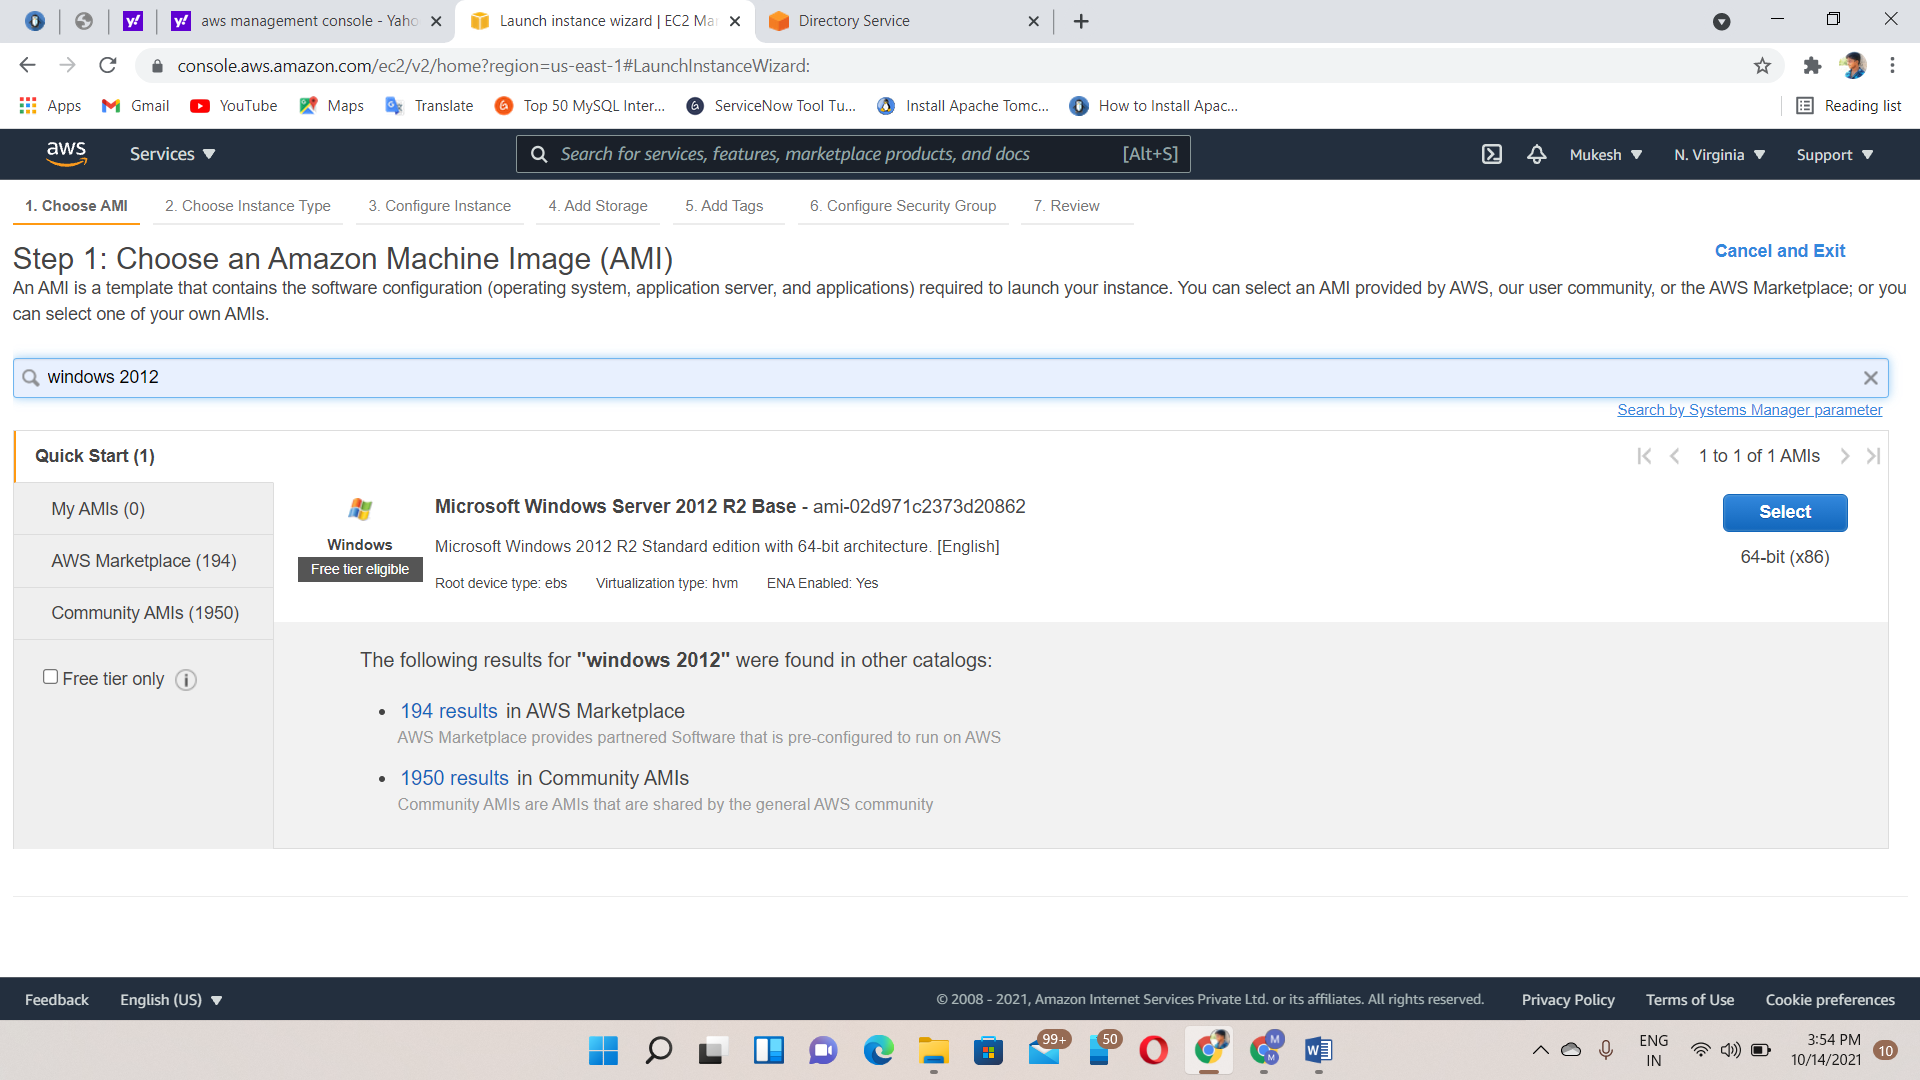 aws management console - Yaho
Launch instance wizard | EC2 Ma
Directory Service
console.aws.amazon.com/ec2/v2/home?region=us-east-1#LaunchInstanceWizard:
Apps
Gmail
YouTube
Maps
Translate
Top 50 MySQL Inter...
ServiceNow Tool Tu...
Install Apache Tomc...
How to Install Apac...
Reading list
aws
Services
Search for services, features, marketplace products, and docs
[Alt+S]
Mukesh
N. Virginia
Support
1. Choose AMI
2. Choose Instance Type
3. Configure Instance
4. Add Storage
5. Add Tags
6. Configure Security Group
7. Review
Step 1: Choose an Amazon Machine Image (AMI)
Cancel and Exit
An AMI is a template that contains the software configuration (operating system, application server, and applications) required to launch your instance. You can select an AMI provided by AWS, our user community, or the AWS Marketplace; or you
can select one of your own AMIs.
windows 2012
Search by Systems Manager parameter
Quick Start (1)
1 to 1 of 1 AMIs
My AMIs (0)
AWS Marketplace (194)
Community AMIs (1950)
Free tier only
Windows
Free tier eligible
Microsoft Windows Server 2012 R2 Base - ami-02d971c2373d20862
Microsoft Windows 2012 R2 Standard edition with 64-bit architecture. [English]
Root device type: ebs
Virtualization type: hvm
ENA Enabled: Yes
Select
64-bit (x86)
The following results for "windows 2012" were found in other catalogs:
194 results in AWS Marketplace
AWS Marketplace provides partnered Software that is pre-configured to run on AWS
1950 results in Community AMIs
Community AMIs are AMIs that are shared by the general AWS community
Feedback
English (US)
© 2008 - 2021, Amazon Internet Services Private Ltd. or its affiliates. All rights reserved.
Privacy Policy
Terms of Use
Cookie preferences
99+
50
M
M
ENG
IN
3:54 PM
10/14/2021
10